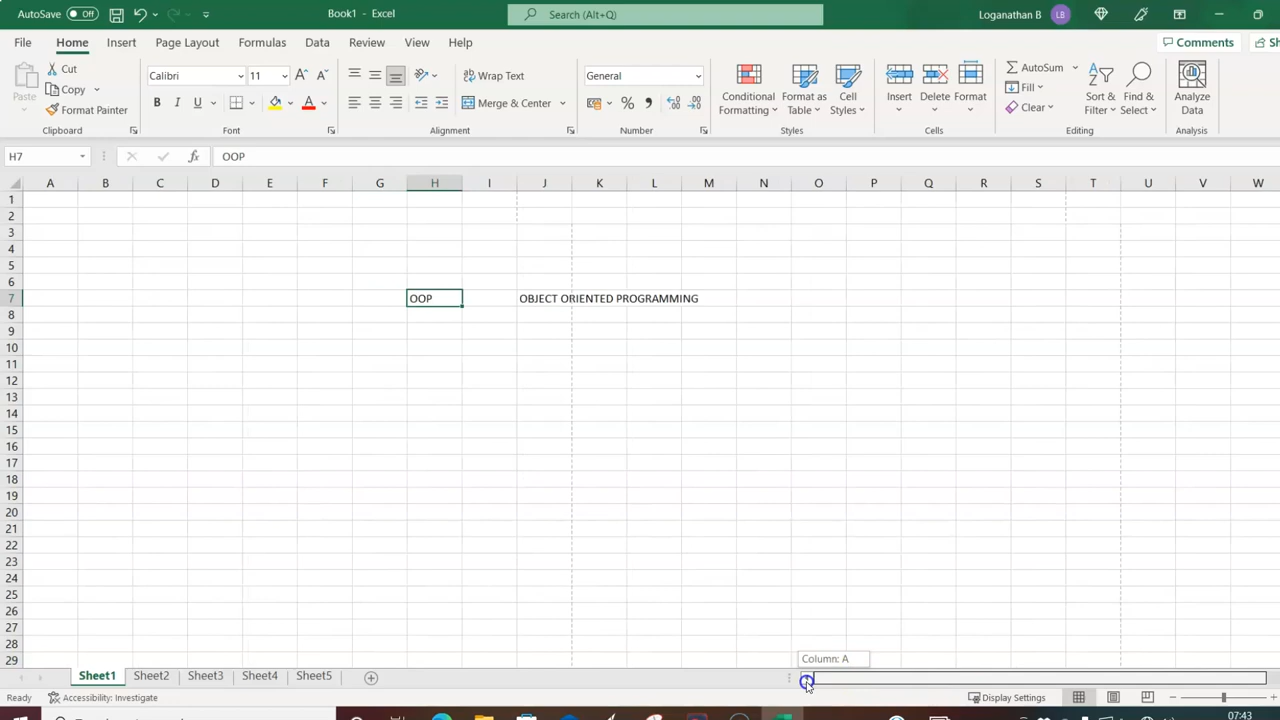 AutoSave Off Book1 - Excel Search (Alt+Q) Loganathan B LB
File Home Insert Page Layout Formulas Data Review View Help Comments Sh
Paste Cut Copy Format Painter Clipboard
Calibri 11 B I U A Font
Wrap Text Merge & Center Alignment
General % Number
Conditional Formatting Format as Table Cell Styles Styles
Insert Delete Format Cells
AutoSum Fill Clear Sort & Filter Find & Select Editing
Analyze Data Analysis
H7 fx OOP
A B C D E F G H I J K L M N O P Q R S T U V W
1
2
3
4
5
6
7 OOP OBJECT ORIENTED PROGRAMMING
8
9
10
11
12
13
14
15
16
17
18
19
20
21
22
23
24
25
26
27
28
29
Column: A
Sheet1 Sheet2 Sheet3 Sheet4 Sheet5
Ready Accessibility: Investigate Display Settings
07:43